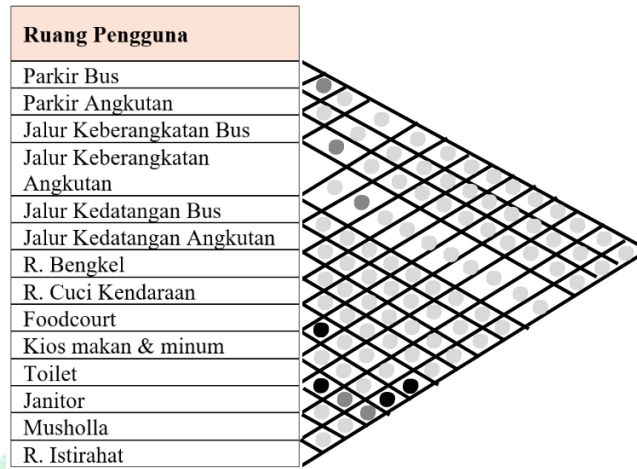 Ruang Pengguna
Parkir Bus
Parkir Angkutan
Jalur Keberangkatan Bus
Jalur Keberangkatan
Angkutan
Jalur Kedatangan Bus
Jalur Kedatangan Angkutan
R. Bengkel
R. Cuci Kendaraan
Foodcourt
Kios makan & minum
Toilet
Janitor
Musholla
R. Istirahat